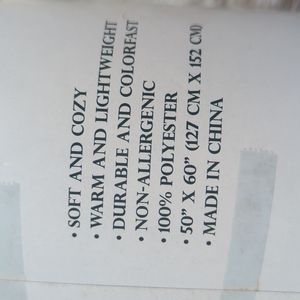 • SOFT AND COZY
• WARM AND LIGHTWEIGHT
• DURABLE AND COLORFAST
• NON-ALLERGENIC
• 100% POLYESTER
• 50” X 60” (127 CM X 152 CM)
• MADE IN CHINA